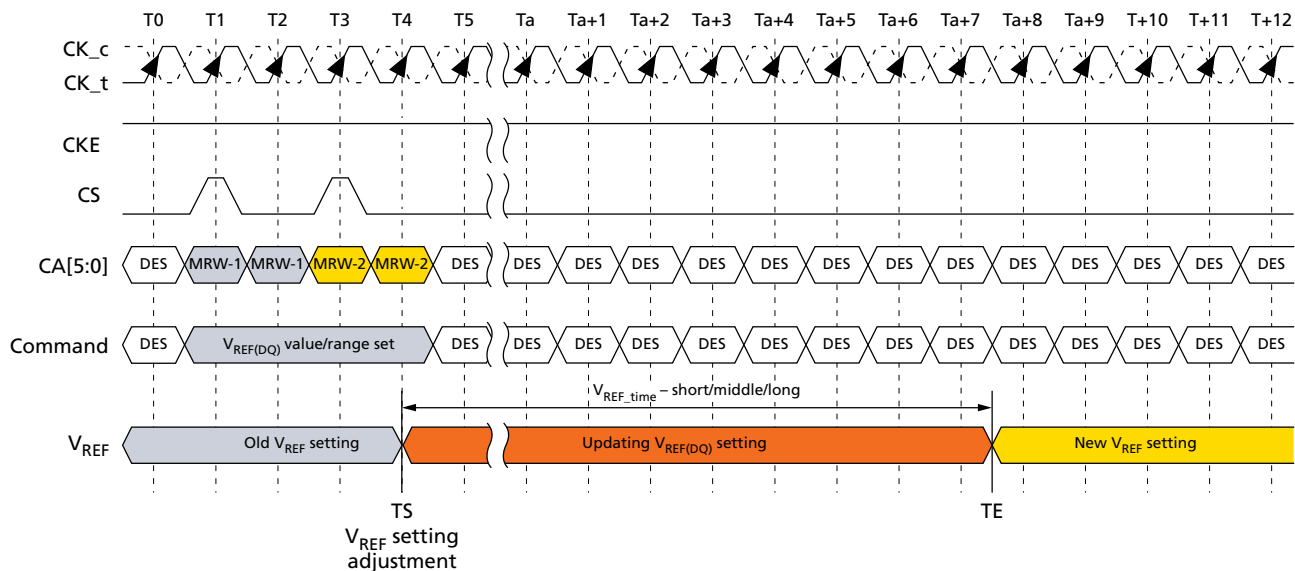 T0 T1 T2 T3 T4 T5 Ta Ta+1 Ta+2 Ta+3 Ta+4 Ta+5 Ta+6 Ta+7 Ta+8 Ta+9 T+10 T+11 T+12
CK_c
CK_t
CKE
CS
CA[5:0] DES MRW-1 MRW-1 MRW-2 MRW-2 DES DES DES DES DES DES DES DES DES DES DES DES DES DES
Command DES VREF(DQ) value/range set DES DES DES DES DES DES DES DES DES DES DES DES DES DES
VREF_time – short/middle/long
VREF Old VREF setting Updating VREF(DQ) setting New VREF setting
TS TE
VREF setting
adjustment